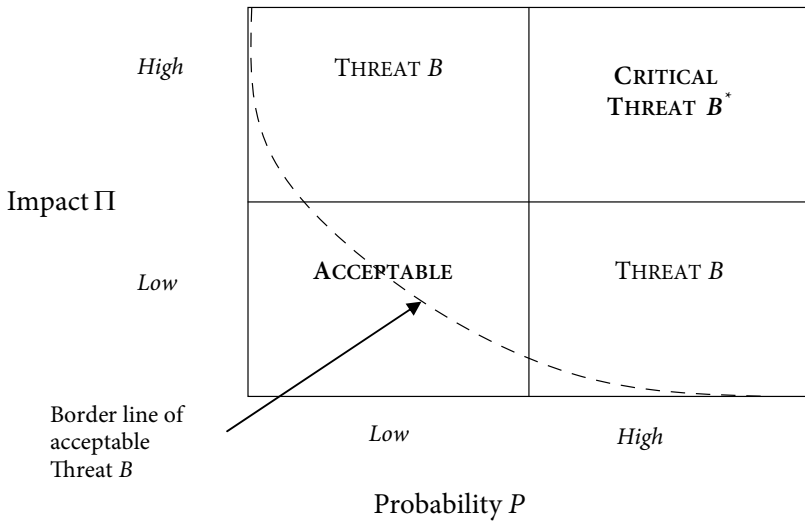 High
THREAT B
CRITICAL
THREAT B*
Impact Π
Low
ACCEPTABLE
THREAT B
Border line of
acceptable
Threat B
Low
High
Probability P